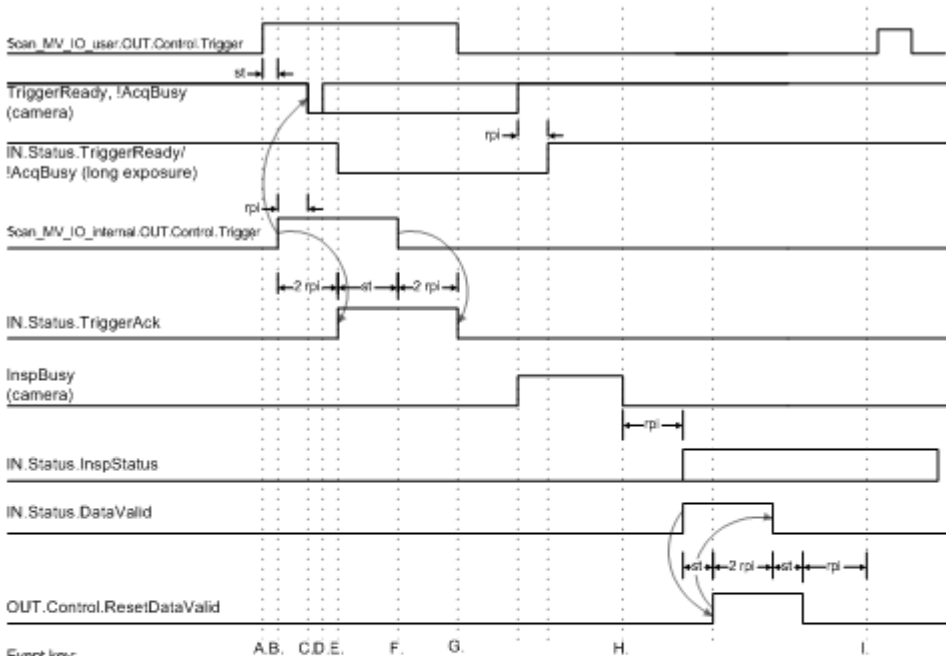 Scan_MV_IO_user.OUT.Control.Trigger
st
TriggerReady, !AcqBusy
(camera)
rpi
IN.Status.TriggerReady/
!AcqBusy (long exposure)
rpi
Scan_MV_IO_internal.OUT.Control.Trigger
2 rpi st 2 rpi
IN.Status.TriggerAck
InspBusy
(camera)
rpi
IN.Status.InspStatus
IN.Status.DataValid
st 2 rpi st rpi
OUT.Control.ResetDataValid
A. B. C. D. E. F. G. H. I.
Event key: